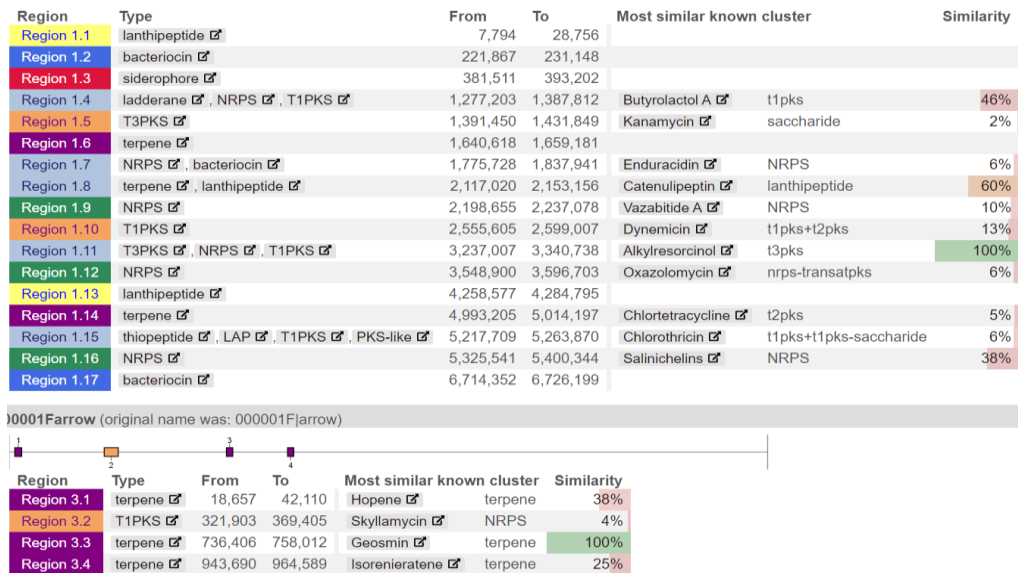 Region Type From To Most similar known cluster Similarity
Region 1.1 lanthipeptide 7,794 28,756
Region 1.2 bacteriocin 221,867 231,148
Region 1.3 siderophore 381,511 393,202
Region 1.4 ladderane , NRPS , T1PKS 1,277,203 1,387,812 Butyrolactol A t1pks 46%
Region 1.5 T3PKS 1,391,450 1,431,849 Kanamycin saccharide 2%
Region 1.6 terpene 1,640,618 1,659,181
Region 1.7 NRPS , bacteriocin 1,775,728 1,837,941 Enduracidin NRPS 6%
Region 1.8 terpene , lanthipeptide 2,117,020 2,153,156 Catenulipeptin lanthipeptide 60%
Region 1.9 NRPS 2,198,655 2,237,078 Vazabitide A NRPS 10%
Region 1.10 T1PKS 2,555,605 2,599,007 Dynemicin t1pks+t2pks 13%
Region 1.11 T3PKS , NRPS , T1PKS 3,237,007 3,340,738 Alkylresorcinol t3pks 100%
Region 1.12 NRPS 3,548,900 3,596,703 Oxazolomycin nrps-transatpks 6%
Region 1.13 lanthipeptide 4,258,577 4,284,795
Region 1.14 terpene 4,993,205 5,014,197 Chlortetracycline t2pks 5%
Region 1.15 thiopeptide , LAP , T1PKS , PKS-like 5,217,709 5,263,870 Chlorothricin t1pks+t1pks-saccharide 6%
Region 1.16 NRPS 5,325,541 5,400,344 Salinichelins NRPS 38%
Region 1.17 bacteriocin 6,714,352 6,726,199
00001Farrow (original name was: 000001F|arrow)
1 3
2 4
Region Type From To Most similar known cluster Similarity
Region 3.1 terpene 18,657 42,110 Hopene terpene 38%
Region 3.2 T1PKS 321,903 369,405 Skyllamycin NRPS 4%
Region 3.3 terpene 736,406 758,012 Geosmin terpene 100%
Region 3.4 terpene 943,690 964,589 Isorenieratene terpene 25%